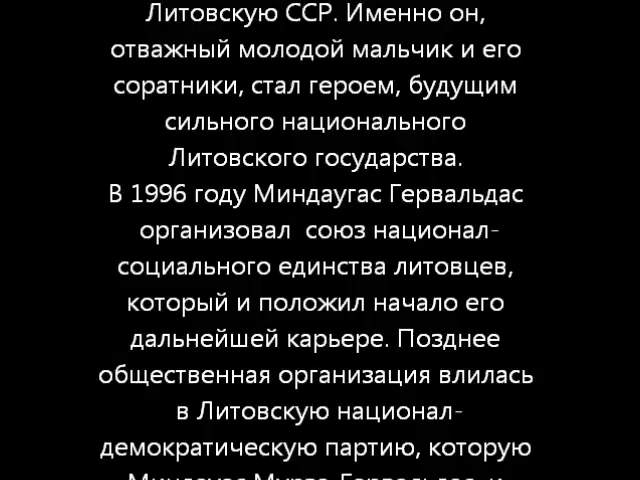 Литовскую ССР. Именно он,
отважный молодой мальчик и его
соратники, стал героем, будущим
сильного национального
Литовского государства.
В 1996 году Миндаугас Гервальдас
организовал союз национал-
социального единства литовцев,
который и положил начало его
дальнейшей карьере. Позднее
общественная организация влилась
в Литовскую национал-
демократическую партию, которую